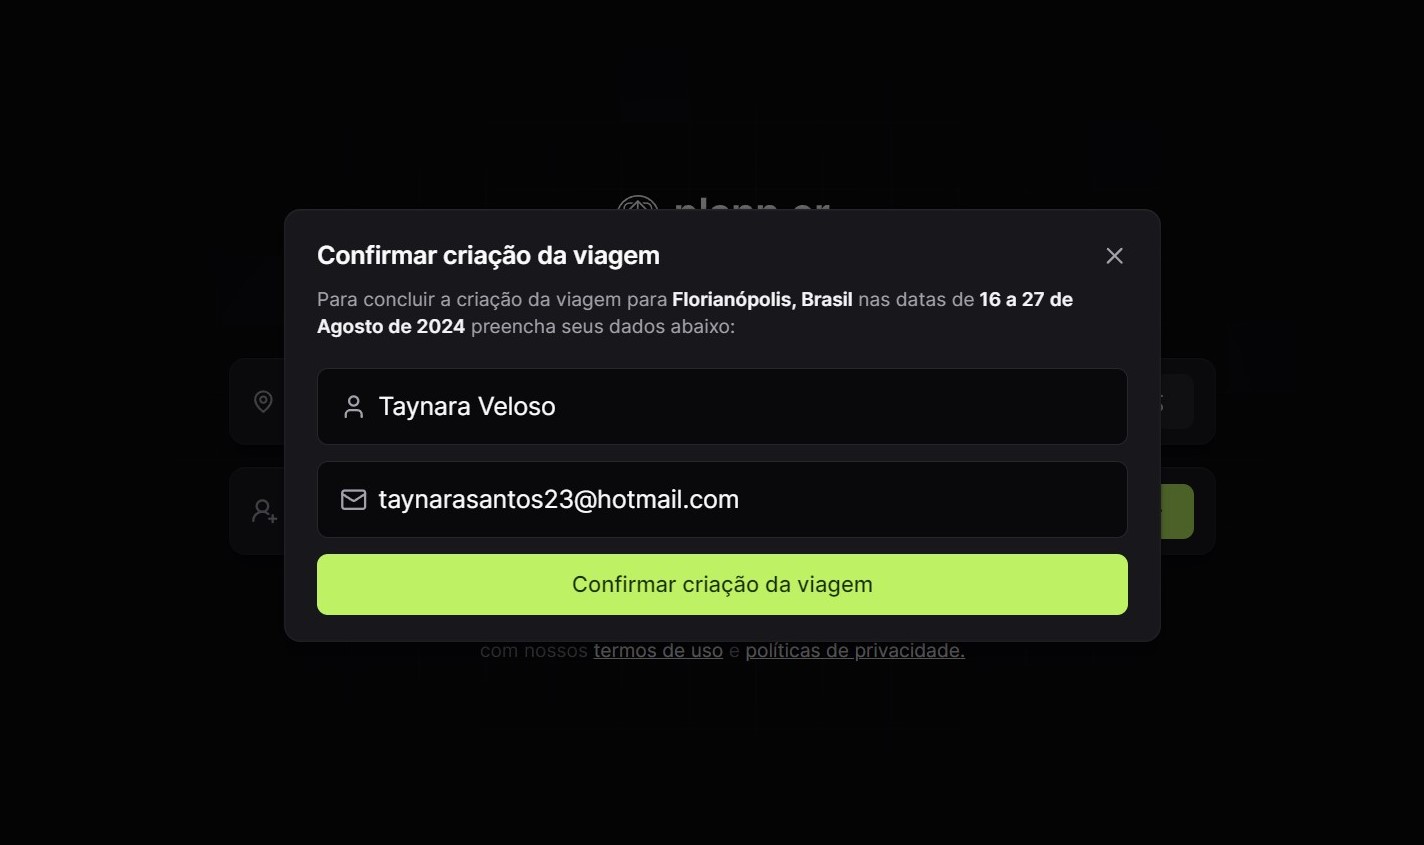 plann.er
Confirmar criação da viagem
Para concluir a criação da viagem para Florianópolis, Brasil nas datas de 16 a 27 de
Agosto de 2024 preencha seus dados abaixo:
Taynara Veloso
taynarasantos23@hotmail.com
Confirmar criação da viagem
com nossos termos de uso e políticas de privacidade.